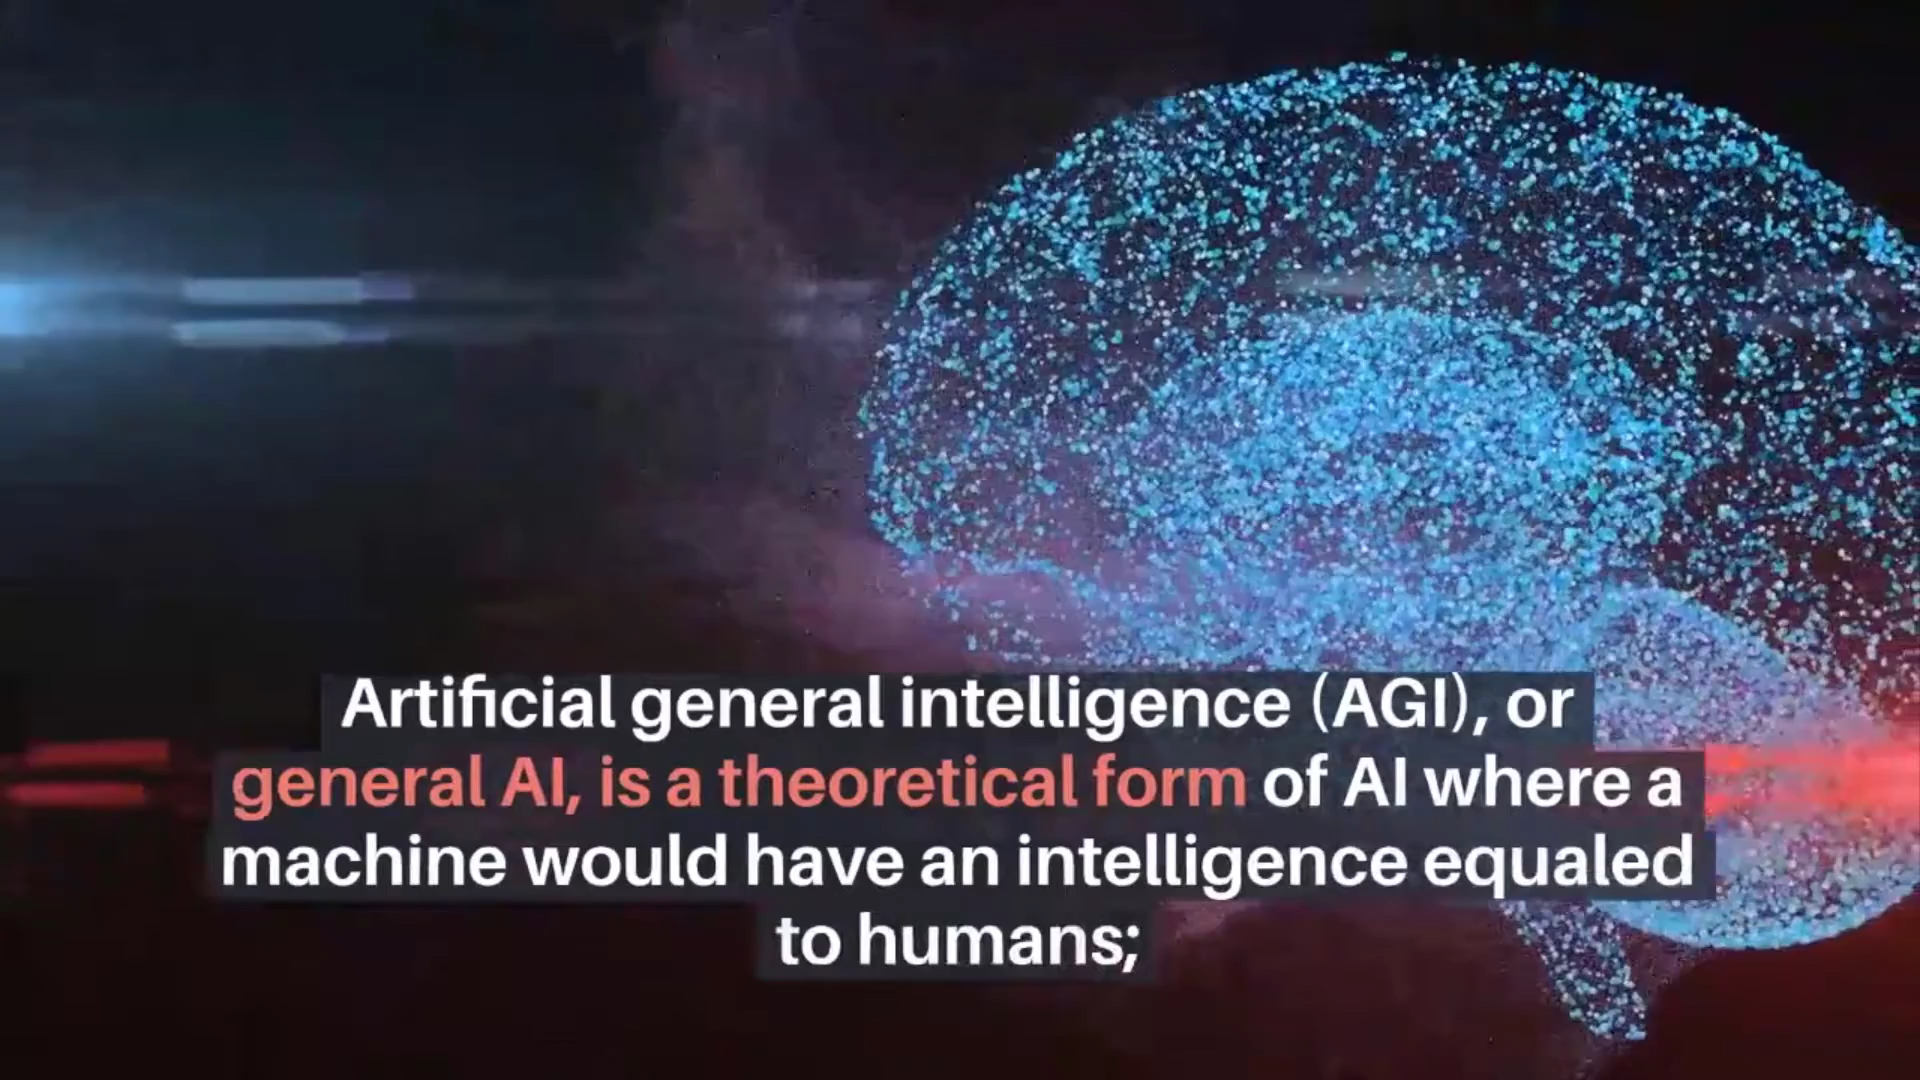 Artificial general intelligence (AGI), or
general AI, is a theoretical form of AI where a
machine would have an intelligence equaled
to humans;